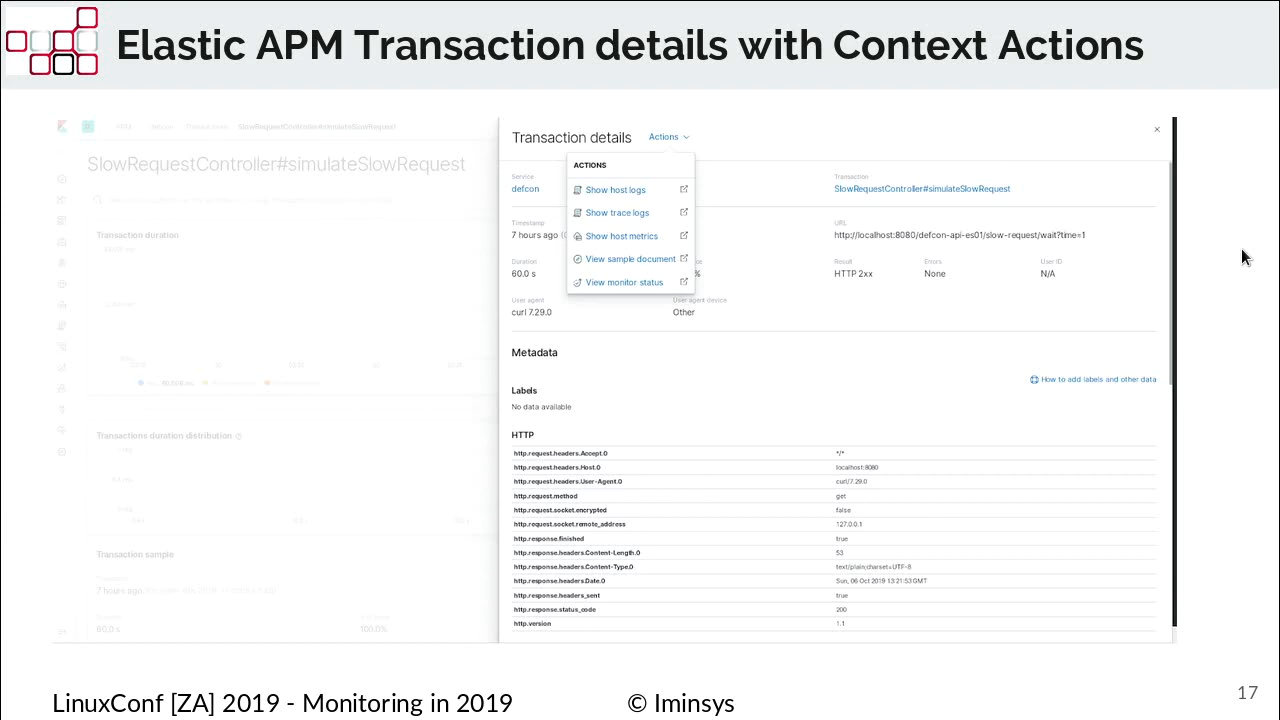 Elastic APM Transaction details with Context Actions
SlowRequestController#simulateSlowRequest
SlowRequestController#simulateSlowRequest
Transaction duration
Transactions duration distribution
Transaction sample
7 hours ago
60.0 s
100.0%
Transaction details
Actions
ACTIONS
Show host logs
Show trace logs
Show host metrics
View sample document
View monitor status
Service
defcon
Transaction
SlowRequestController#simulateSlowRequest
Timestamp
7 hours ago
URL
http://localhost:8080/defcon-api-es01/slow-request/wait?time=1
Duration
60.0 s
%
Result
HTTP 2xx
Errors
None
User ID
N/A
User agent
curl 7.29.0
User agent device
Other
Metadata
How to add labels and other data
Labels
No data available
HTTP
http.request.headers.Accept.0 */*
http.request.headers.Host.0 localhost:8080
http.request.headers.User-Agent.0 curl/7.29.0
http.request.method get
http.request.socket.encrypted false
http.request.socket.remote_address 127.0.0.1
http.response.finished true
http.response.headers.Content-Length.0 53
http.response.headers.Content-Type.0 text/plain;charset=UTF-8
http.response.headers.Date.0 Sun, 06 Oct 2019 13:21:53 GMT
http.response.headers_sent true
http.response.status_code 200
http.version 1.1
LinuxConf [ZA] 2019 - Monitoring in 2019
© Iminsys
17